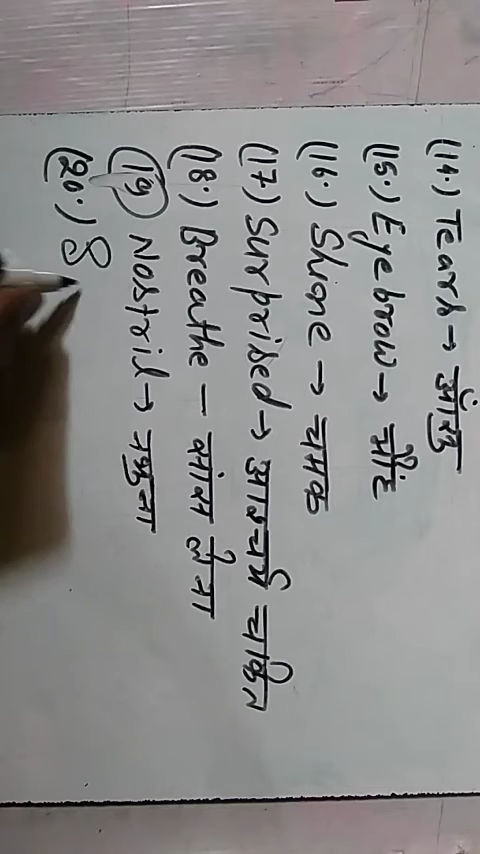 (14.) Tears → आंसु
(15.) Eyebrow → भौंह
(16.) Shine → चमक
(17.) Surprised → आश्चर्य चकित
(18.) Breathe – सांस लेना
(19) Nostril → नथुना
(20.) S